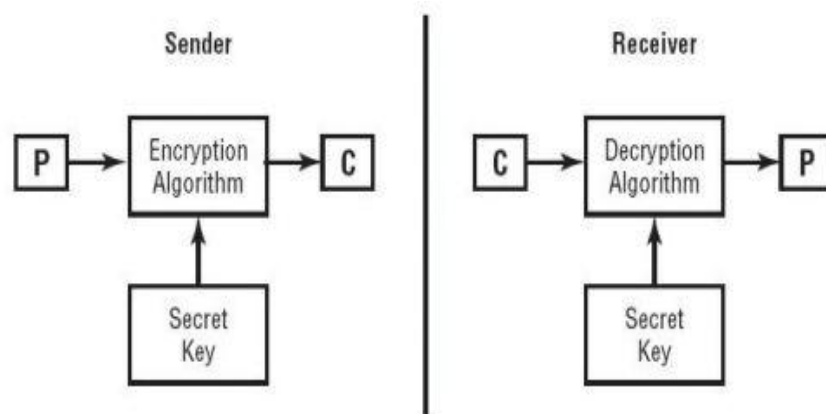 Sender
Receiver
P
Encryption
Algorithm
C
C
Decryption
Algorithm
P
Secret
Key
Secret
Key